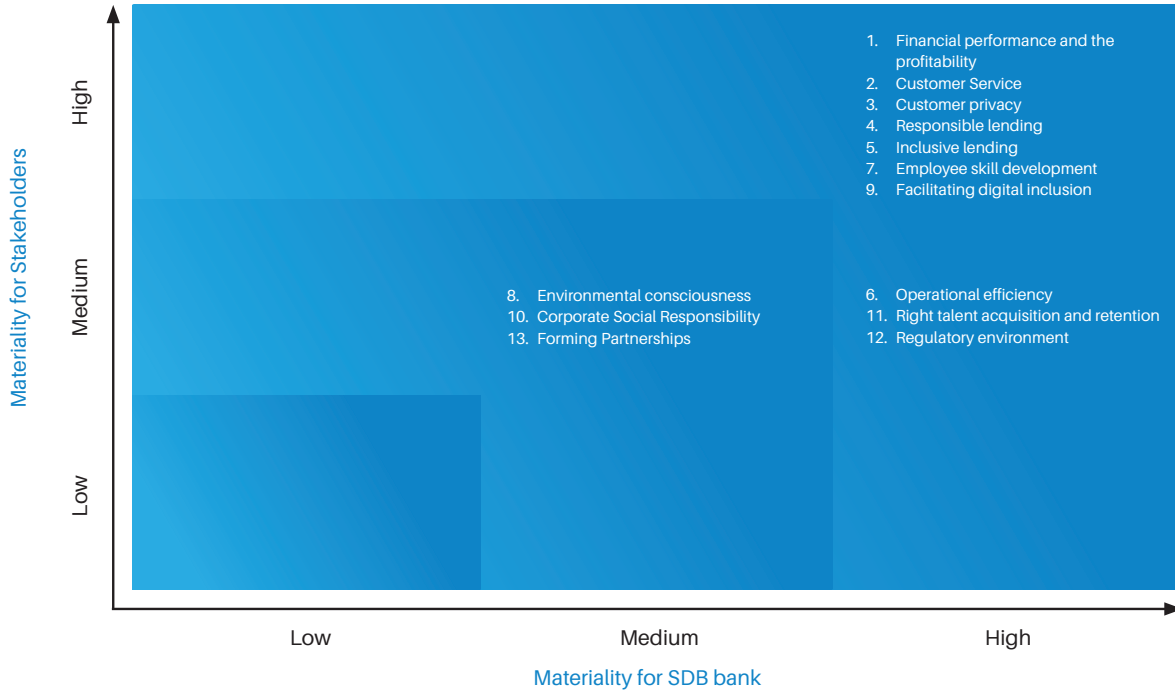 Materiality for Stakeholders
High
Medium
Low
1. Financial performance and the
profitability
2. Customer Service
3. Customer privacy
4. Responsible lending
5. Inclusive lending
7. Employee skill development
9. Facilitating digital inclusion
8. Environmental consciousness
10. Corporate Social Responsibility
13. Forming Partnerships
6. Operational efficiency
11. Right talent acquisition and retention
12. Regulatory environment
Low
Medium
High
Materiality for SDB bank